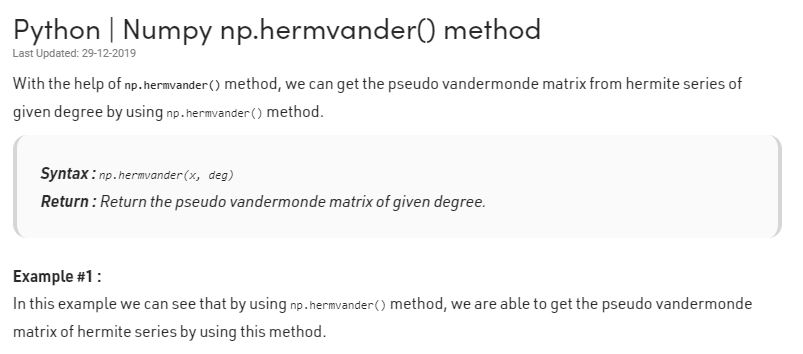 Python | Numpy np.hermvander() method
Last Updated: 29-12-2019
With the help of np.hermvander() method, we can get the pseudo vandermonde matrix from hermite series of
given degree by using np.hermvander() method.
Syntax : np.hermvander(x, deg)
Return : Return the pseudo vandermonde matrix of given degree.
Example #1 :
In this example we can see that by using np.hermvander() method, we are able to get the pseudo vandermonde
matrix of hermite series by using this method.